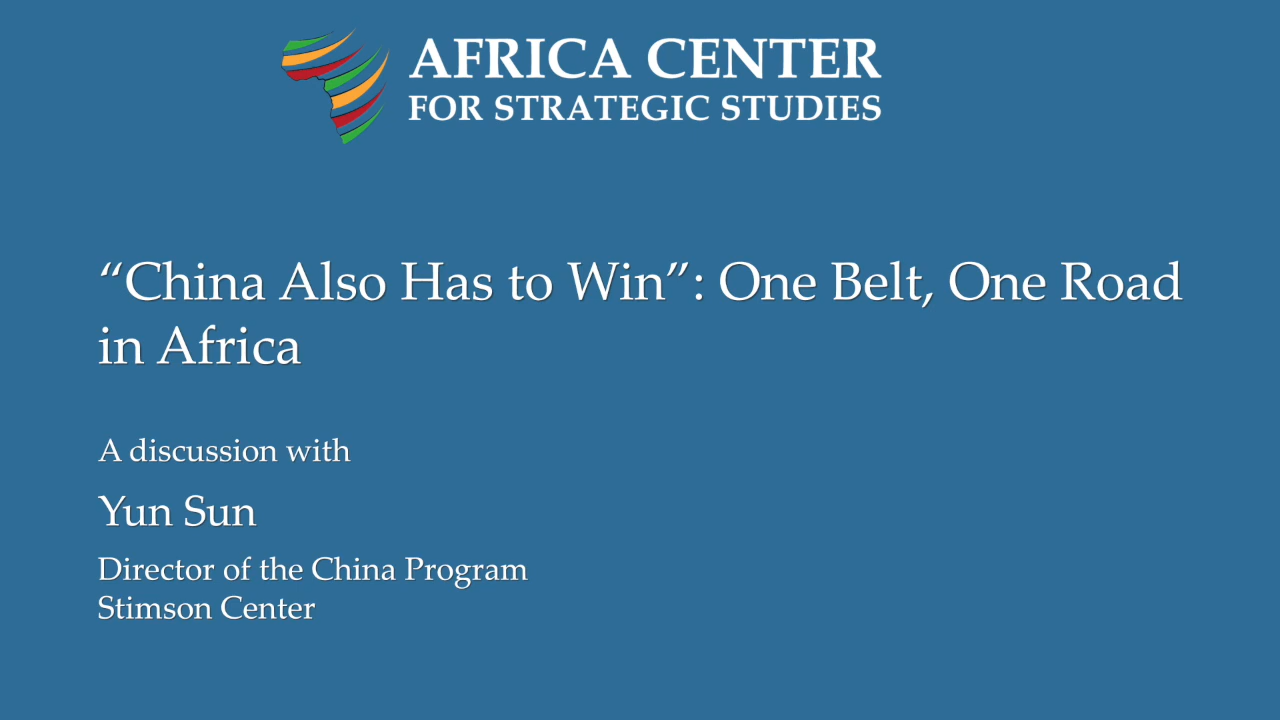 AFRICA CENTER
FOR STRATEGIC STUDIES
“China Also Has to Win”: One Belt, One Road
in Africa
A discussion with
Yun Sun
Director of the China Program
Stimson Center